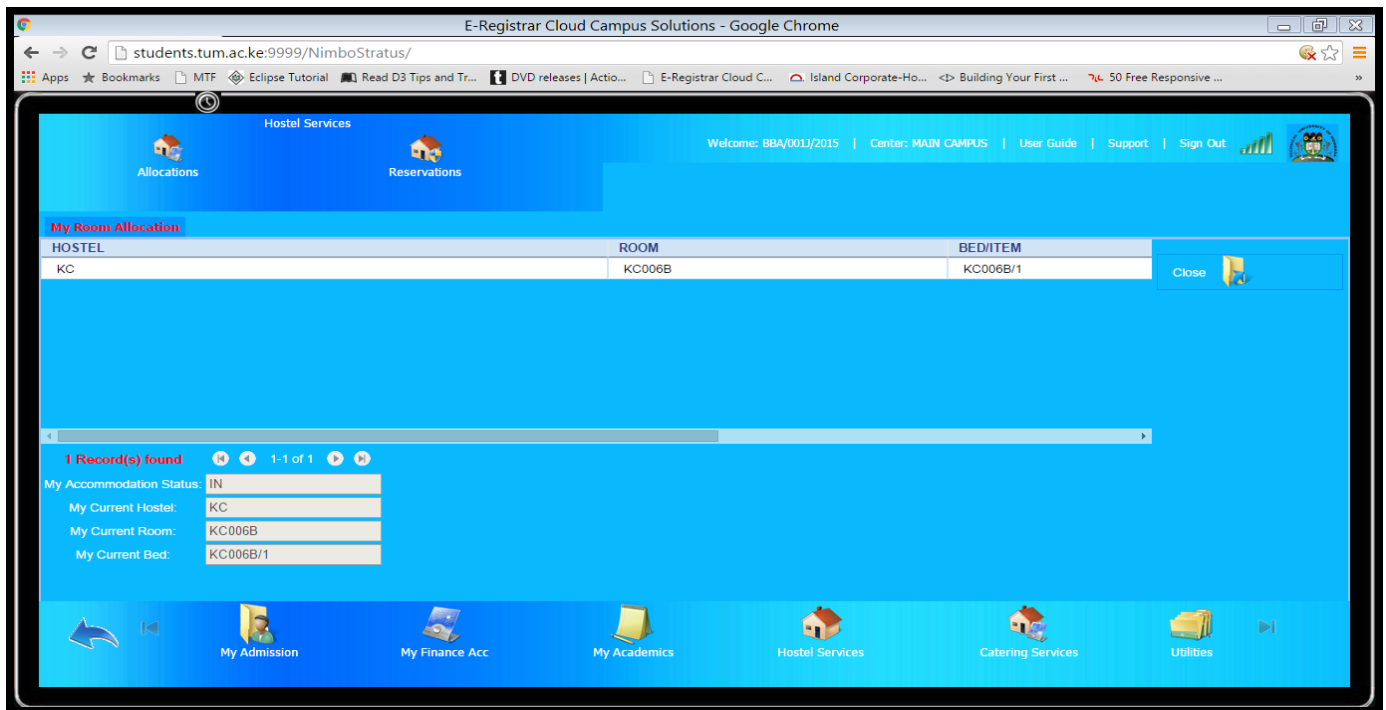 E-Registrar Cloud Campus Solutions - Google Chrome
students.tum.ac.ke:9999/NimboStratus/
Apps Bookmarks MTF Eclipse Tutorial Read D3 Tips and Tr... DVD releases | Actio... E-Registrar Cloud C... Island Corporate-Ho... Building Your First ... 50 Free Responsive ... »
Hostel Services
Allocations Reservations
Welcome: BBA/001J/2015 | Center: MAIN CAMPUS | User Guide | Support | Sign Out
My Room Allocation
HOSTEL ROOM BED/ITEM
KC KC006B KC006B/1
Close
1 Record(s) found 1-1 of 1
My Accommodation Status: IN
My Current Hostel: KC
My Current Room: KC006B
My Current Bed: KC006B/1
My Admission My Finance Acc My Academics Hostel Services Catering Services Utilities